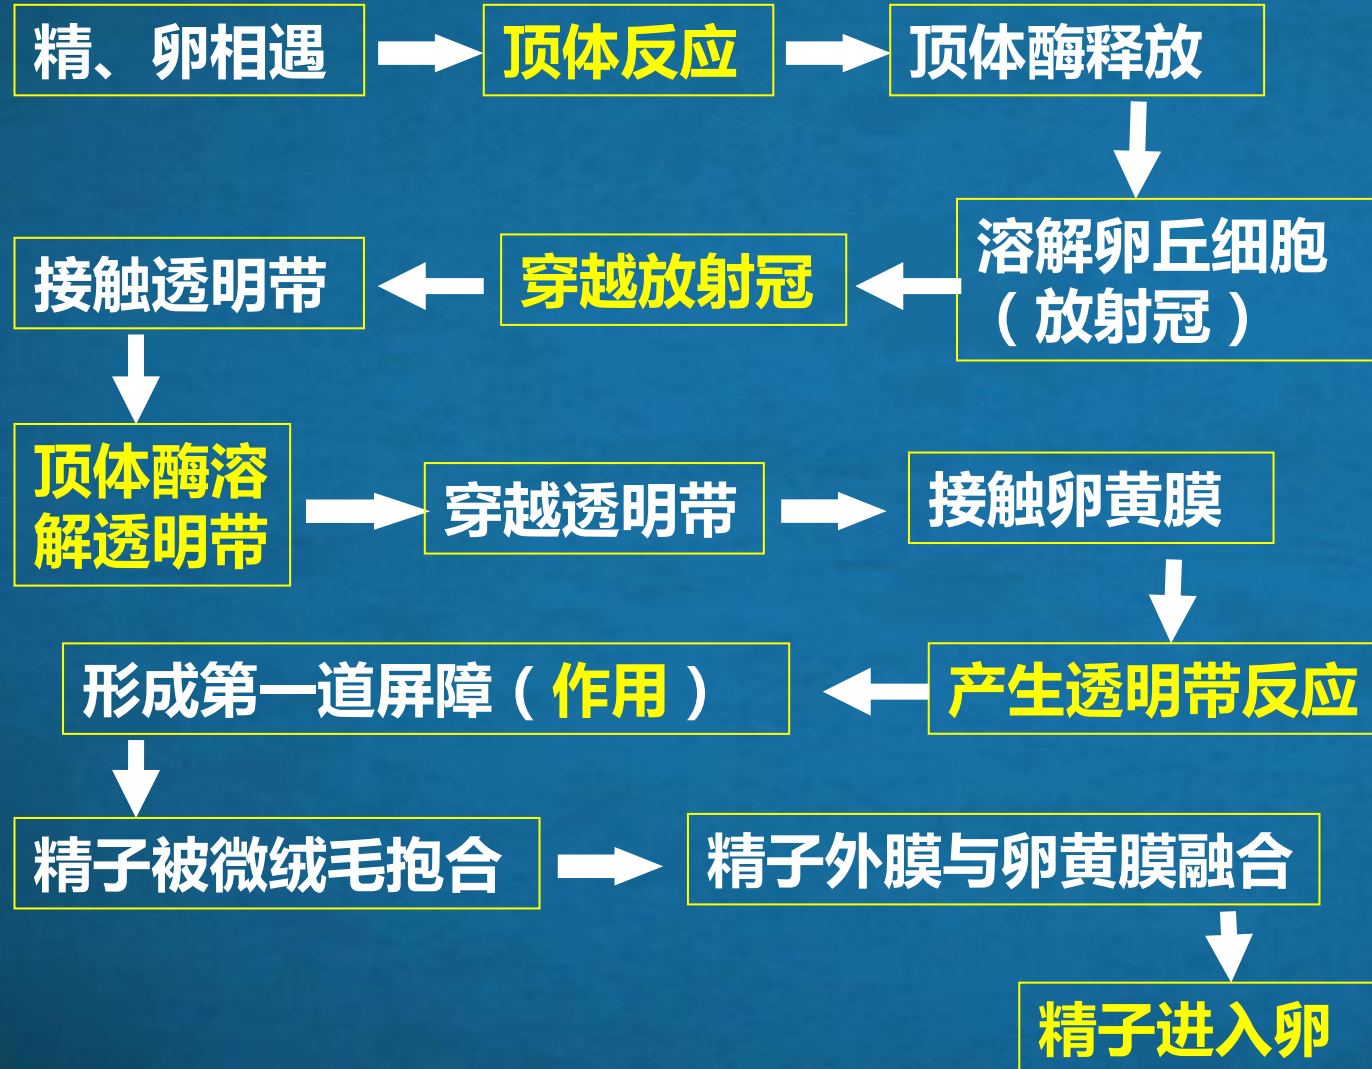 精、卵相遇
顶体反应
顶体酶释放
溶解卵丘细胞
（放射冠）
穿越放射冠
接触透明带
顶体酶溶
解透明带
穿越透明带
接触卵黄膜
产生透明带反应
形成第一道屏障（作用）
精子被微绒毛抱合
精子外膜与卵黄膜融合
精子进入卵